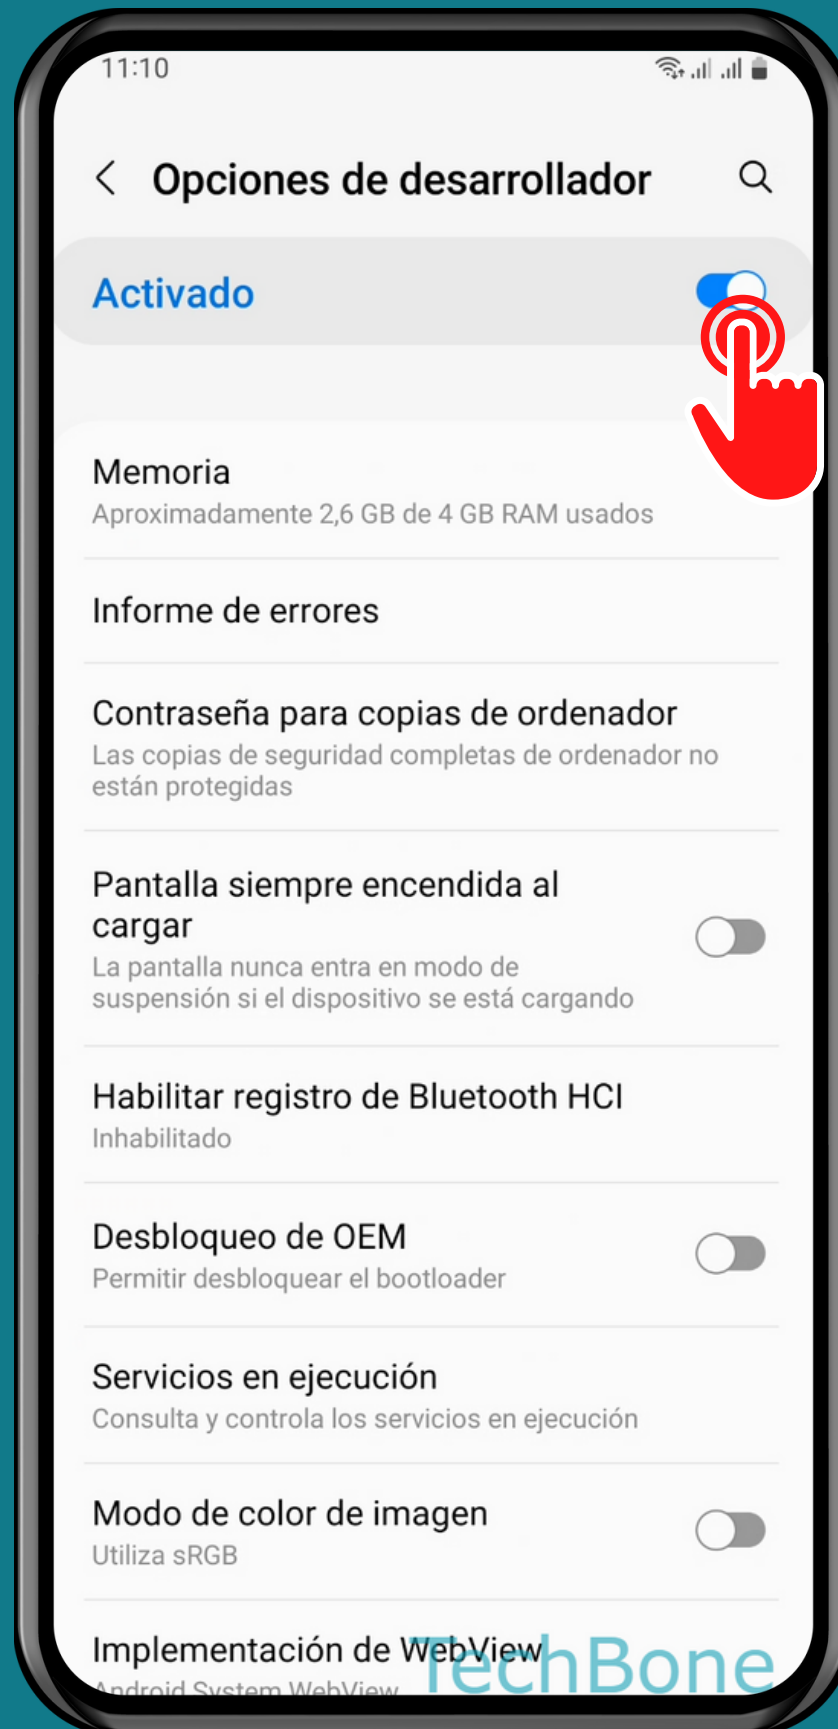 11:10
Opciones de desarrollador
Activado
Memoria
Aproximadamente 2,6 GB de 4 GB RAM usados
Informe de errores
Contraseña para copias de ordenador
Las copias de seguridad completas de ordenador no
están protegidas
Pantalla siempre encendida al
cargar
La pantalla nunca entra en modo de
suspensión si el dispositivo se está cargando
Habilitar registro de Bluetooth HCI
Inhabilitado
Desbloqueo de OEM
Permitir desbloquear el bootloader
Servicios en ejecución
Consulta y controla los servicios en ejecución
Modo de color de imagen
Utiliza sRGB
Implementación de WebView
Android System WebView
TechBone